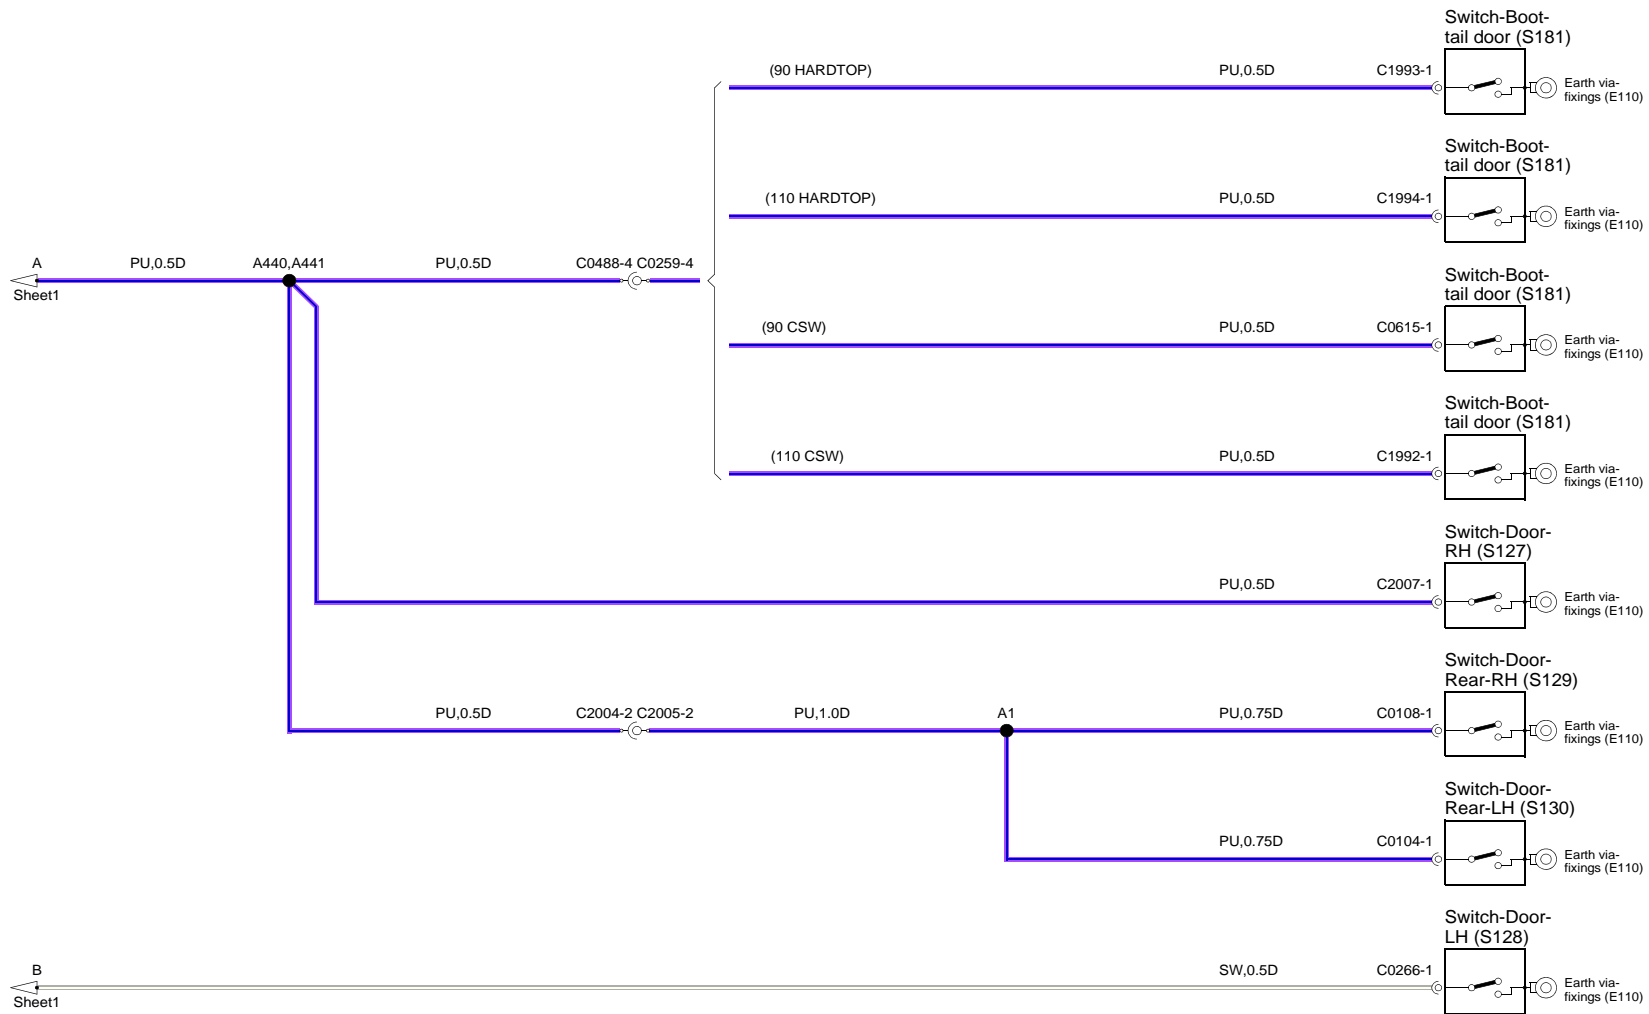 Switch-Boot-
tail door (S181)
(90 HARDTOP) PU,0.5D C1993-1
Earth via-
fixings (E110)
Switch-Boot-
tail door (S181)
(110 HARDTOP) PU,0.5D C1994-1
Earth via-
fixings (E110)
A PU,0.5D A440,A441 PU,0.5D C0488-4 C0259-4
Sheet1
Switch-Boot-
tail door (S181)
(90 CSW) PU,0.5D C0615-1
Earth via-
fixings (E110)
Switch-Boot-
tail door (S181)
(110 CSW) PU,0.5D C1992-1
Earth via-
fixings (E110)
Switch-Door-
RH (S127)
PU,0.5D C2007-1
Earth via-
fixings (E110)
Switch-Door-
Rear-RH (S129)
PU,0.5D C2004-2 C2005-2 PU,1.0D A1 PU,0.75D C0108-1
Earth via-
fixings (E110)
Switch-Door-
Rear-LH (S130)
PU,0.75D C0104-1
Earth via-
fixings (E110)
Switch-Door-
LH (S128)
B SW,0.5D C0266-1
Sheet1
Earth via-
fixings (E110)